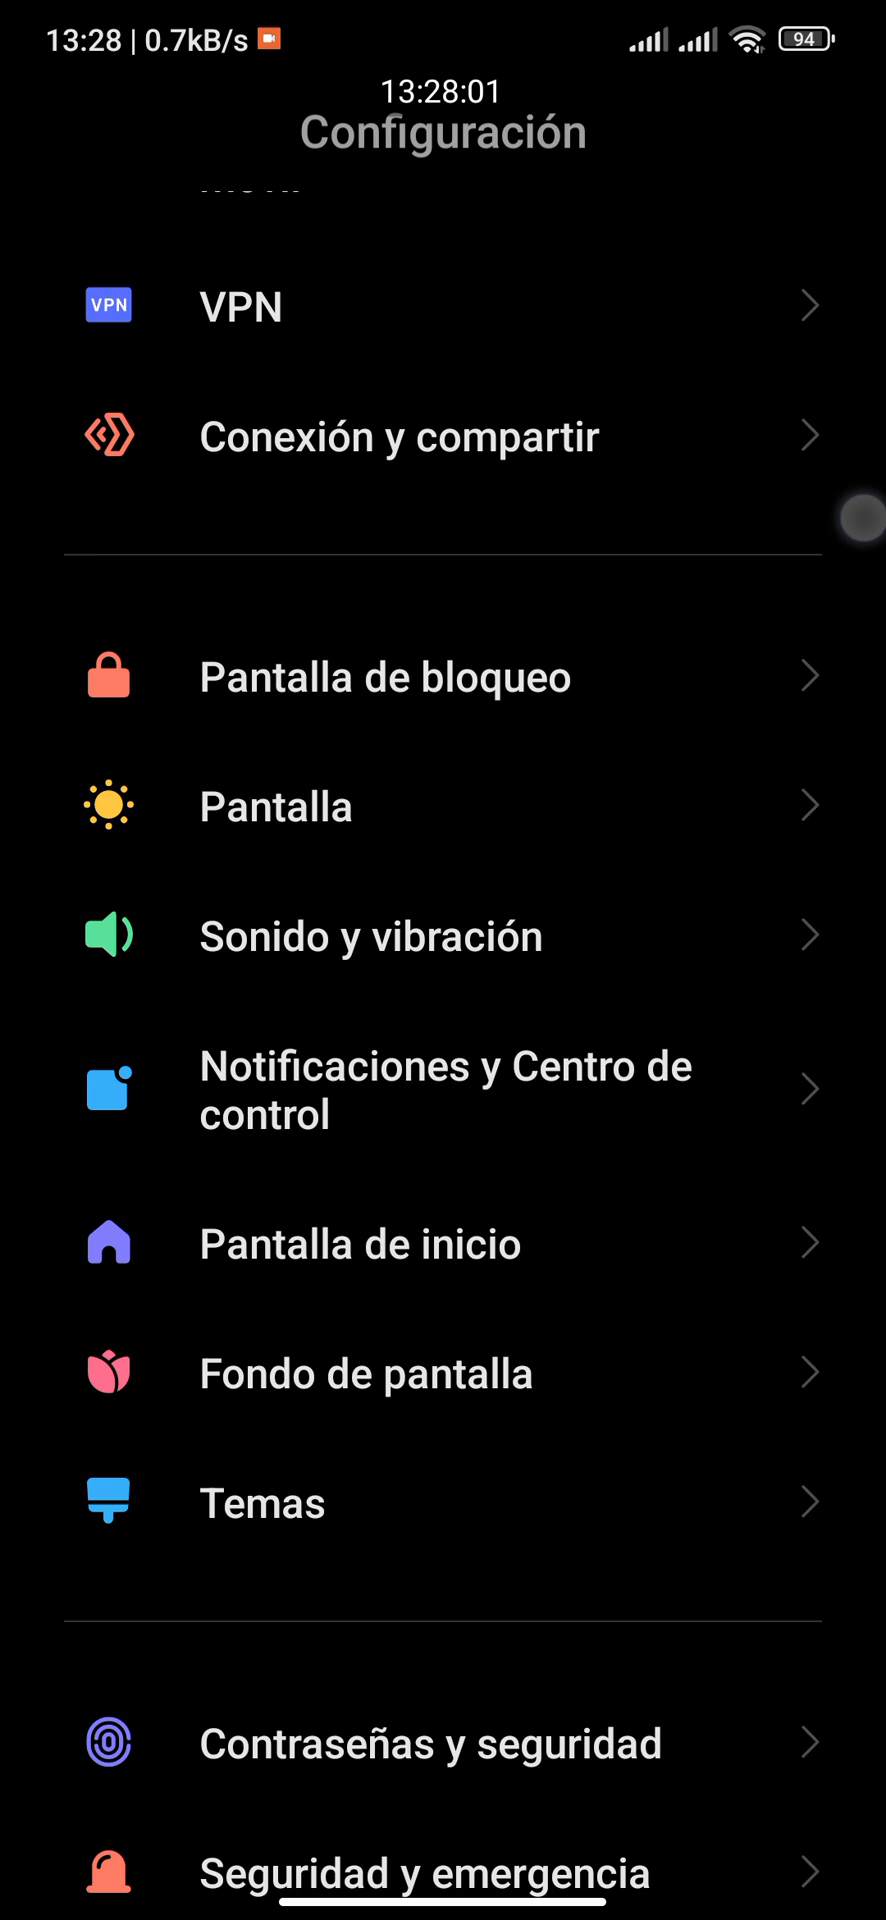 13:28 | 0.7kB/s
94
13:28:01
Configuración
VPN
VPN
Conexión y compartir
Pantalla de bloqueo
Pantalla
Sonido y vibración
Notificaciones y Centro de
control
Pantalla de inicio
Fondo de pantalla
Temas
Contraseñas y seguridad
Seguridad y emergencia